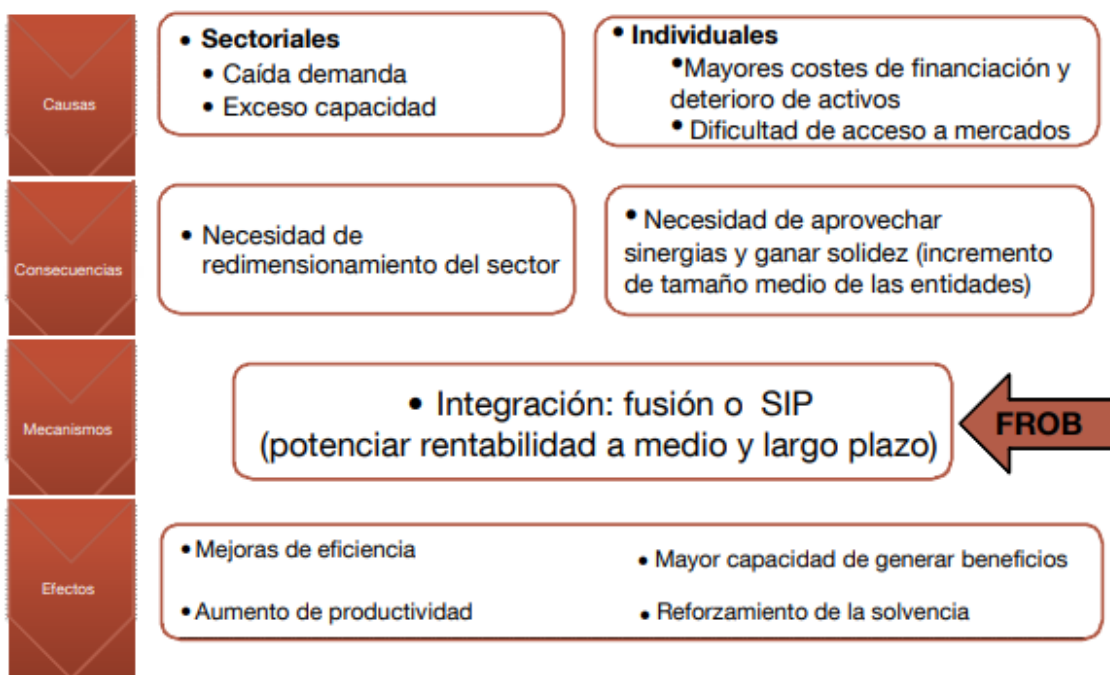 Causas
• Sectoriales
• Caída demanda
• Exceso capacidad
• Individuales
•Mayores costes de financiación y
deterioro de activos
• Dificultad de acceso a mercados
Consecuencias
• Necesidad de
redimensionamiento del sector
• Necesidad de aprovechar
sinergias y ganar solidez (incremento
de tamaño medio de las entidades)
Mecanismos
• Integración: fusión o SIP
(potenciar rentabilidad a medio y largo plazo)
FROB
Efectos
• Mejoras de eficiencia
• Aumento de productividad
• Mayor capacidad de generar beneficios
• Reforzamiento de la solvencia